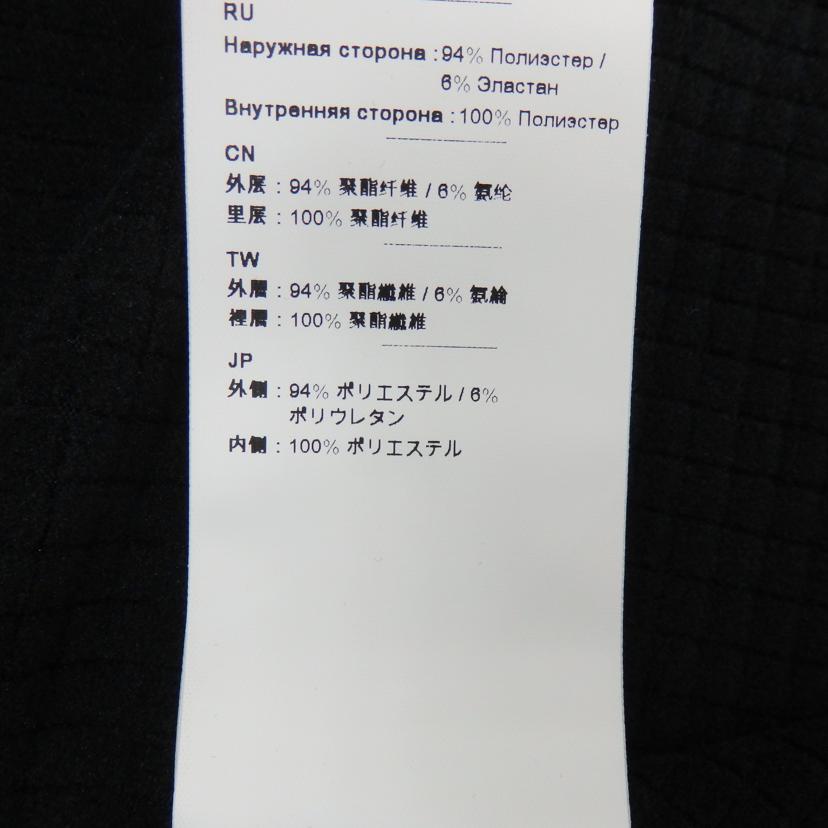 RU
Наружная сторона : 94% Полиэстер /
6% Эластан
Внутренняя сторона : 100% Полиэстер
CN
外层 : 94% 聚酯纤维 / 6% 氨纶
里层 : 100% 聚酯纤维
TW
外層 : 94% 聚酯纖維 / 6% 氨綸
裡層 : 100% 聚酯纖維
JP
外側 : 94% ポリエステル / 6%
ポリウレタン
内側 : 100% ポリエステル